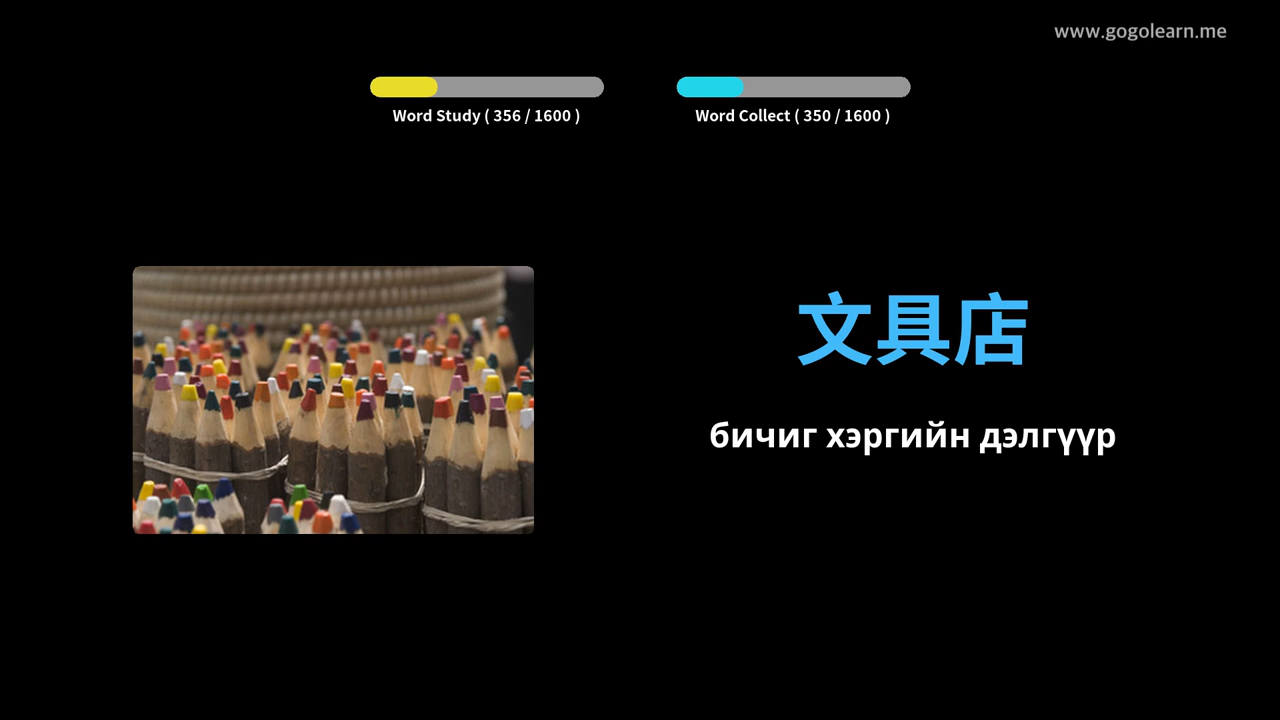 www.gogolearn.me
Word Study ( 356 / 1600 )
Word Collect ( 350 / 1600 )
文具店
бичиг хэргийн дэлгүүр